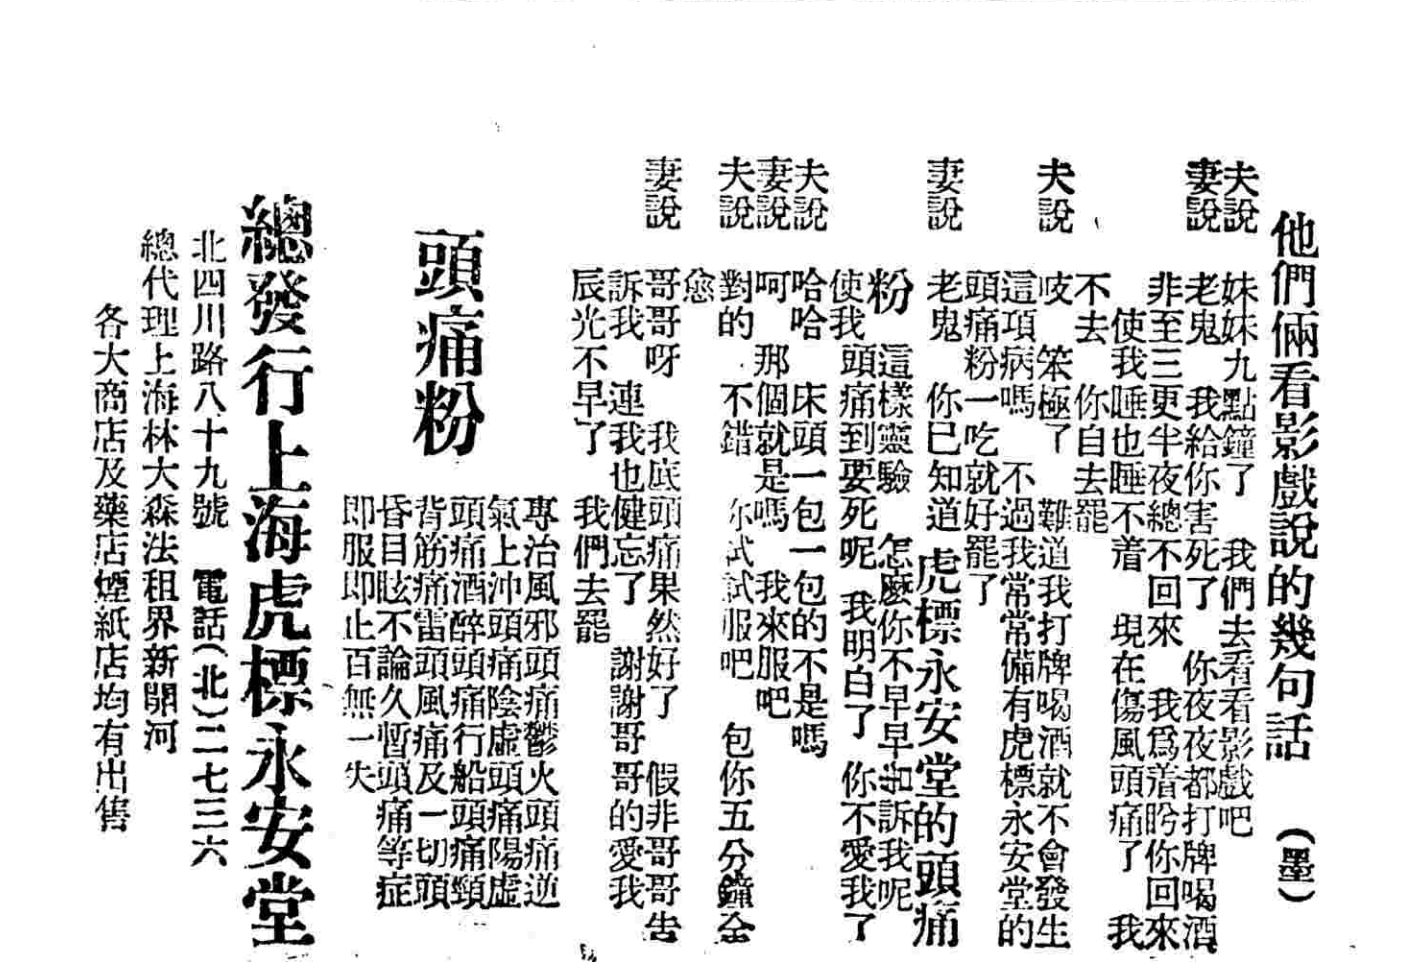 他們倆看影戲說的幾句話 (墨)
夫說 妹妹九點鐘了 我們去看看影戲吧
妻說 老鬼 我給你害死了 你夜夜都打牌喝酒
非至三更半夜總不回來 我爲着盼你回來
使我睡也睡不着 現在傷風頭痛了 我
不去 你自去罷
夫說 吱 笨極了 難道我打牌喝酒就不會發生
這項病嗎 不過我常常備有虎標永安堂的
頭痛粉一吃就好罷了
妻說 老鬼 你已知道 虎標永安堂的頭痛
粉 這樣靈驗 怎麼你不早早吿訴我呢
使我 頭痛到要死呢 我明白了 你不愛我了
夫說 哈哈 床頭一包一包的不是嗎
妻說 呵 那個就是嗎 我來服吧
夫說 對的 不錯 你試試服吧 包你五分鐘全
愈
妻說 哥哥呀 我底頭痛果然好了 假非哥哥吿
訴我 連我也健忘了 謝謝哥哥的愛我
辰光不早了 我們去罷
頭痛粉
專治風邪頭痛鬱火頭痛逆
氣上沖頭痛陰虛頭痛陽虛
頭痛酒醉頭痛行船頭痛頸
背筋痛雷頭風痛及一切頭
昏目眩不論久暫頭痛等症
即服即止百無一失
總發行上海虎標永安堂
北四川路八十九號 電話(北)二七三六
總代理上海林大森法租界新開河
各大商店及藥店煙紙店均有出售